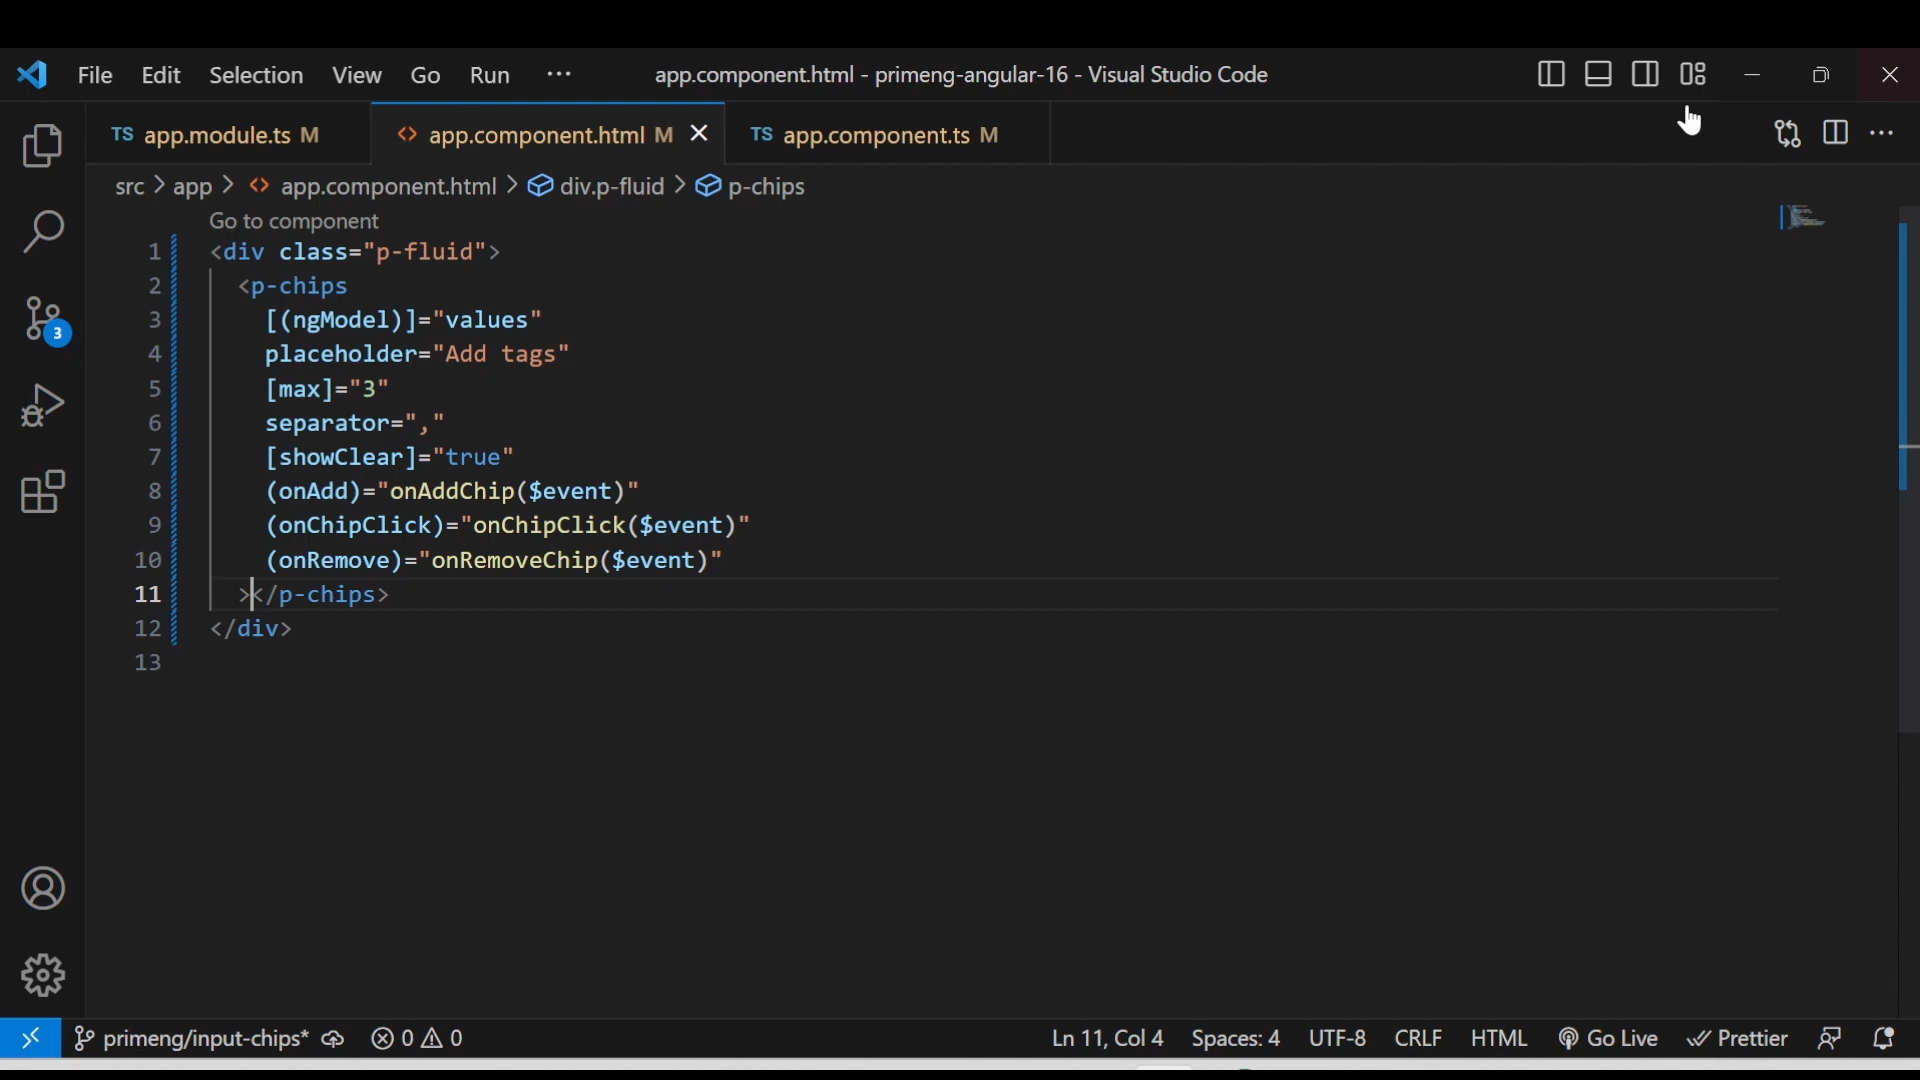 File Edit Selection View Go Run ··· app.component.html - primeng-angular-16 - Visual Studio Code
TS app.module.ts M <> app.component.html M TS app.component.ts M
src > app > <> app.component.html > div.p-fluid > p-chips
Go to component
1 <div class="p-fluid">
2 <p-chips
3 [(ngModel)]="values"
4 placeholder="Add tags"
5 [max]="3"
6 separator=","
7 [showClear]="true"
8 (onAdd)="onAddChip($event)"
9 (onChipClick)="onChipClick($event)"
10 (onRemove)="onRemoveChip($event)"
11 ></p-chips>
12 </div>
13
3
primeng/input-chips* 0 0 Ln 11, Col 4 Spaces: 4 UTF-8 CRLF HTML Go Live Prettier